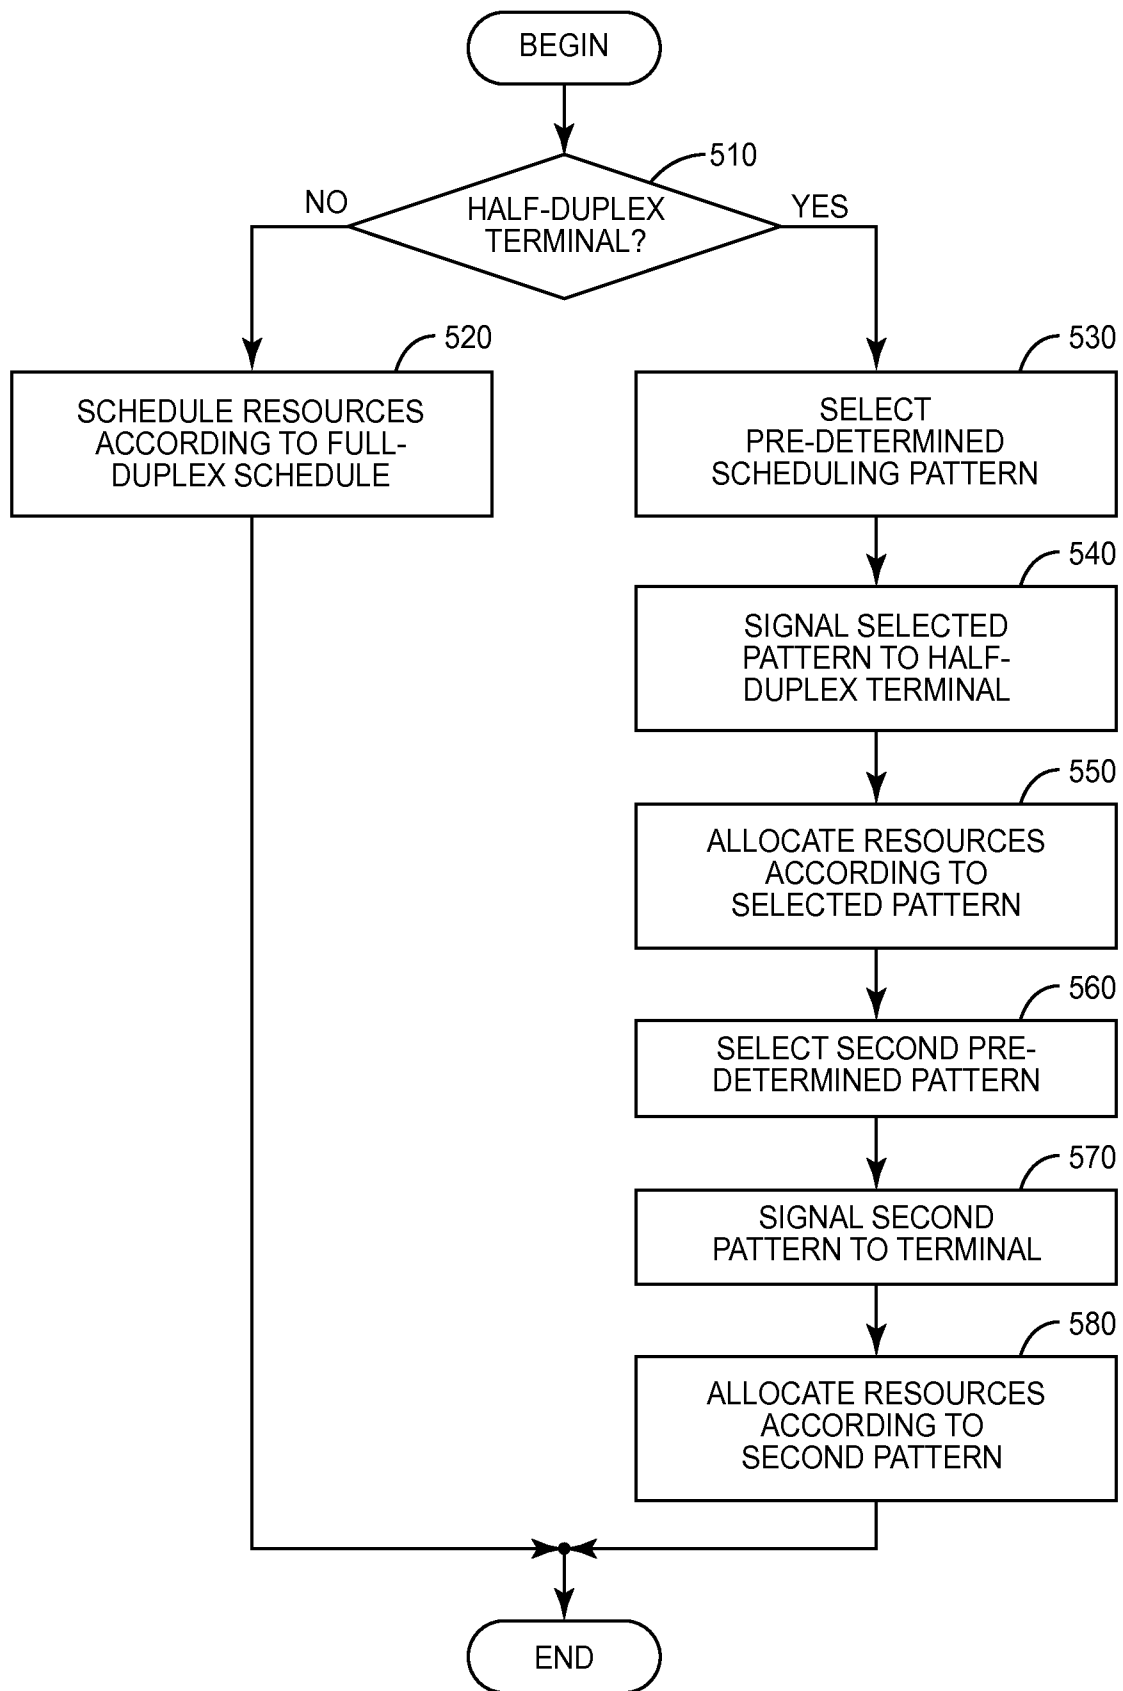 BEGIN
510
HALF-DUPLEX
TERMINAL?
NO
YES
520
SCHEDULE RESOURCES
ACCORDING TO FULL-
DUPLEX SCHEDULE
530
SELECT
PRE-DETERMINED
SCHEDULING PATTERN
540
SIGNAL SELECTED
PATTERN TO HALF-
DUPLEX TERMINAL
550
ALLOCATE RESOURCES
ACCORDING TO
SELECTED PATTERN
560
SELECT SECOND PRE-
DETERMINED PATTERN
570
SIGNAL SECOND
PATTERN TO TERMINAL
580
ALLOCATE RESOURCES
ACCORDING TO
SECOND PATTERN
END